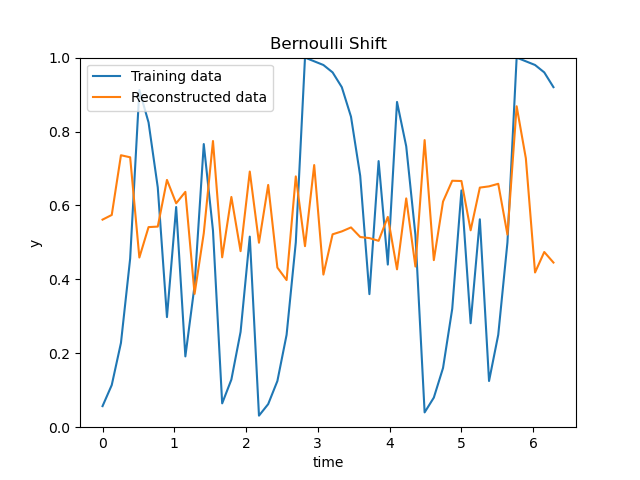 Bernoulli Shift
Training data
Reconstructed data
y
1.0
0.8
0.6
0.4
0.2
0.0
0 1 2 3 4 5 6
time